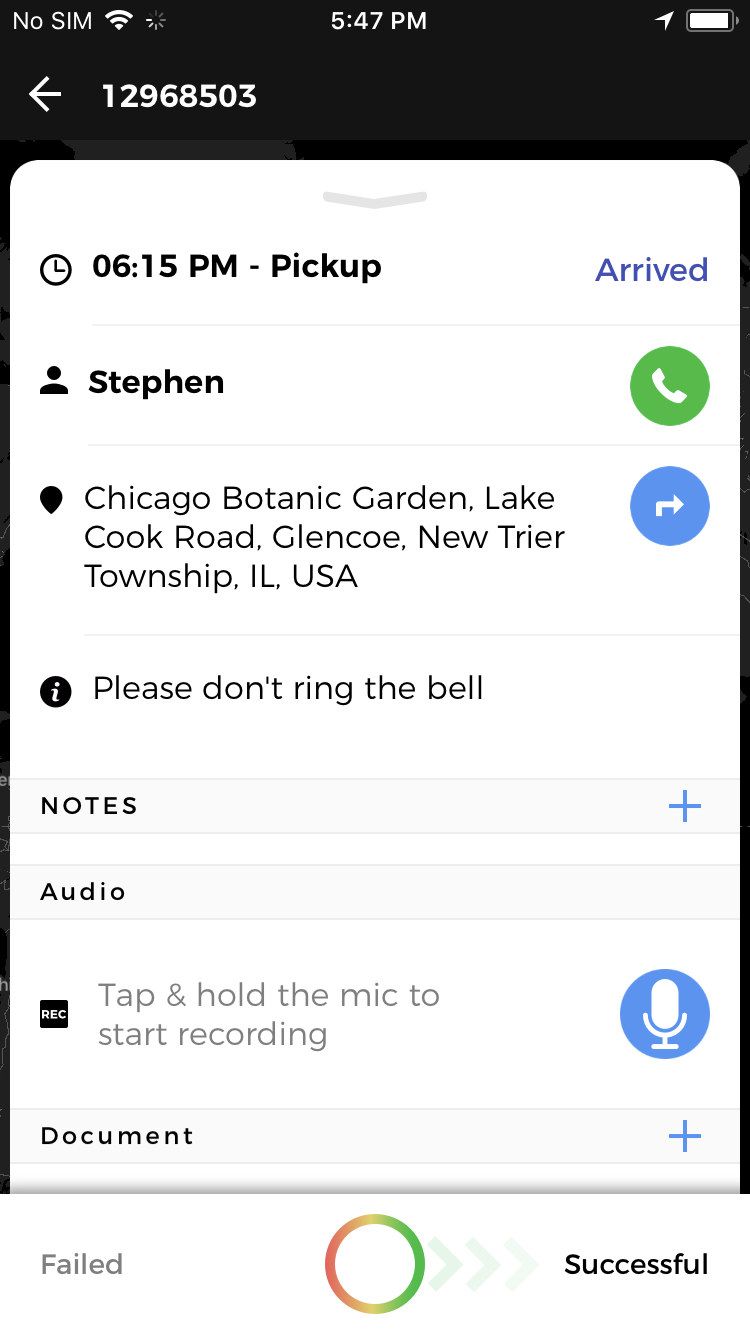 No SIM 5:47 PM
12968503
06:15 PM - Pickup Arrived
Stephen
Chicago Botanic Garden, Lake
Cook Road, Glencoe, New Trier
Township, IL, USA
Please don't ring the bell
NOTES
Audio
REC
Tap & hold the mic to
start recording
Document
Failed Successful